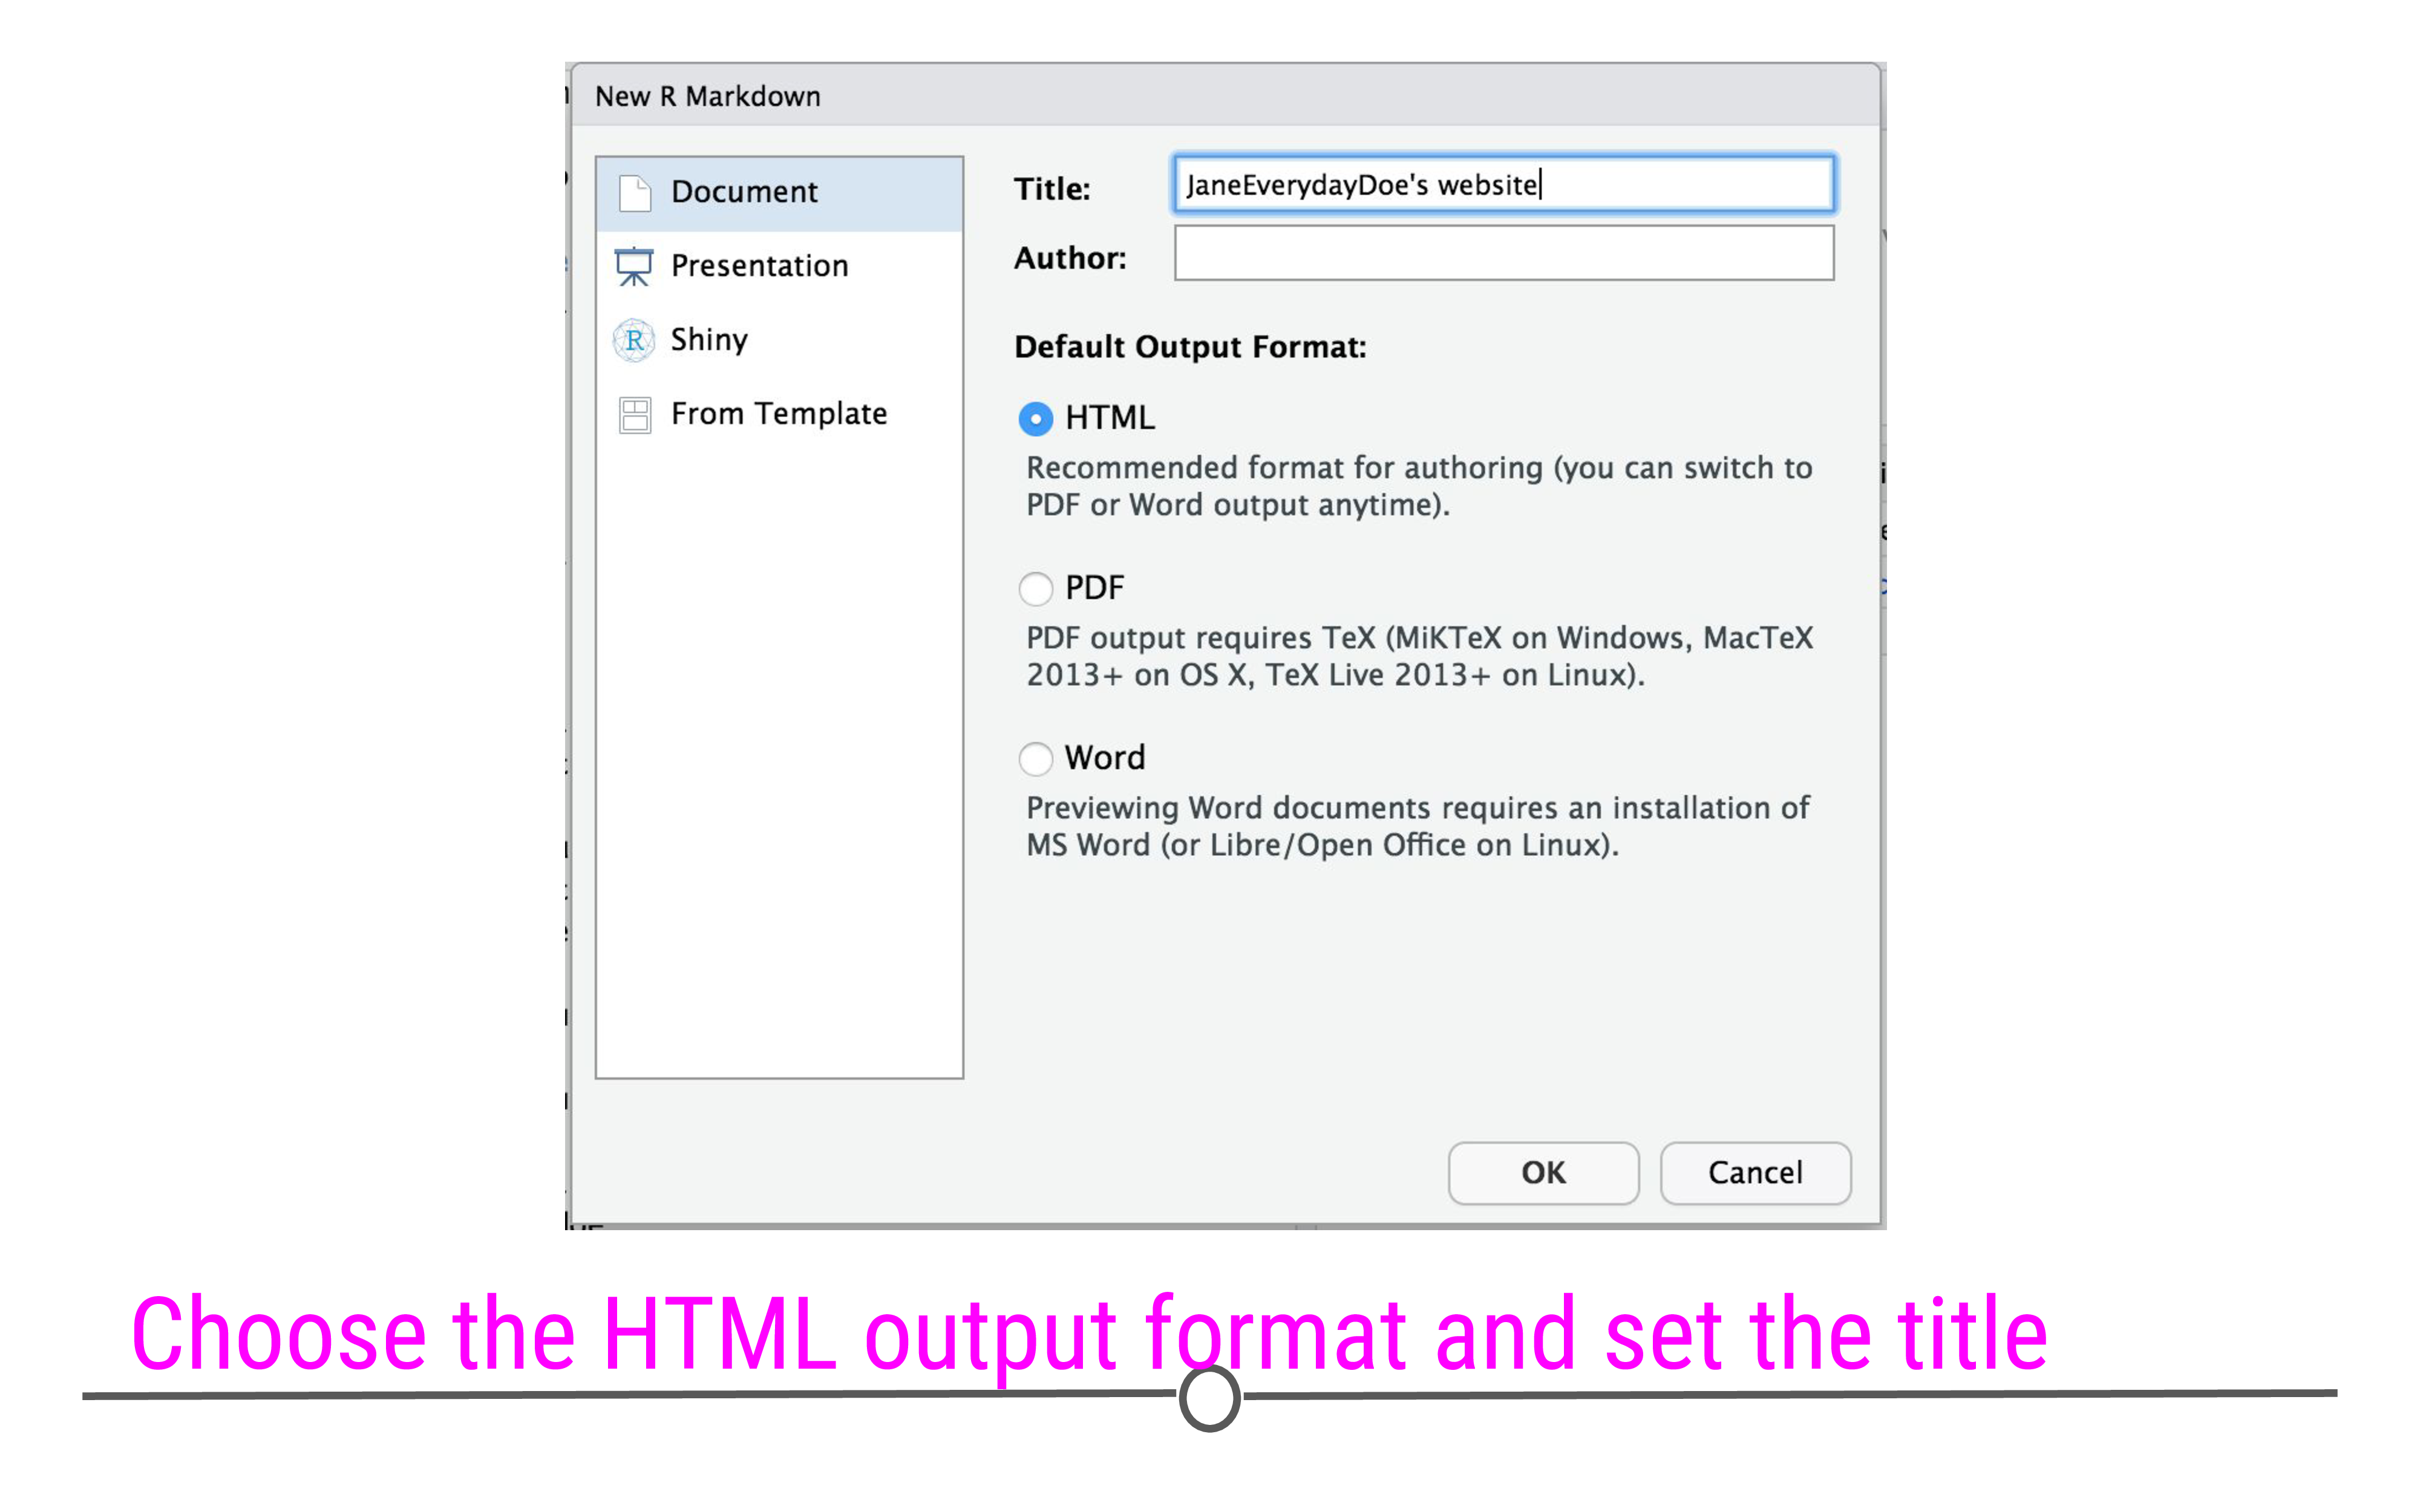 New R Markdown
Document
Presentation
Shiny
From Template
Title: JaneEverydayDoe's website
Author:
Default Output Format:
HTML
Recommended format for authoring (you can switch to
PDF or Word output anytime).
PDF
PDF output requires TeX (MiKTeX on Windows, MacTeX
2013+ on OS X, TeX Live 2013+ on Linux).
Word
Previewing Word documents requires an installation of
MS Word (or Libre/Open Office on Linux).
OK Cancel
Choose the HTML output format and set the title